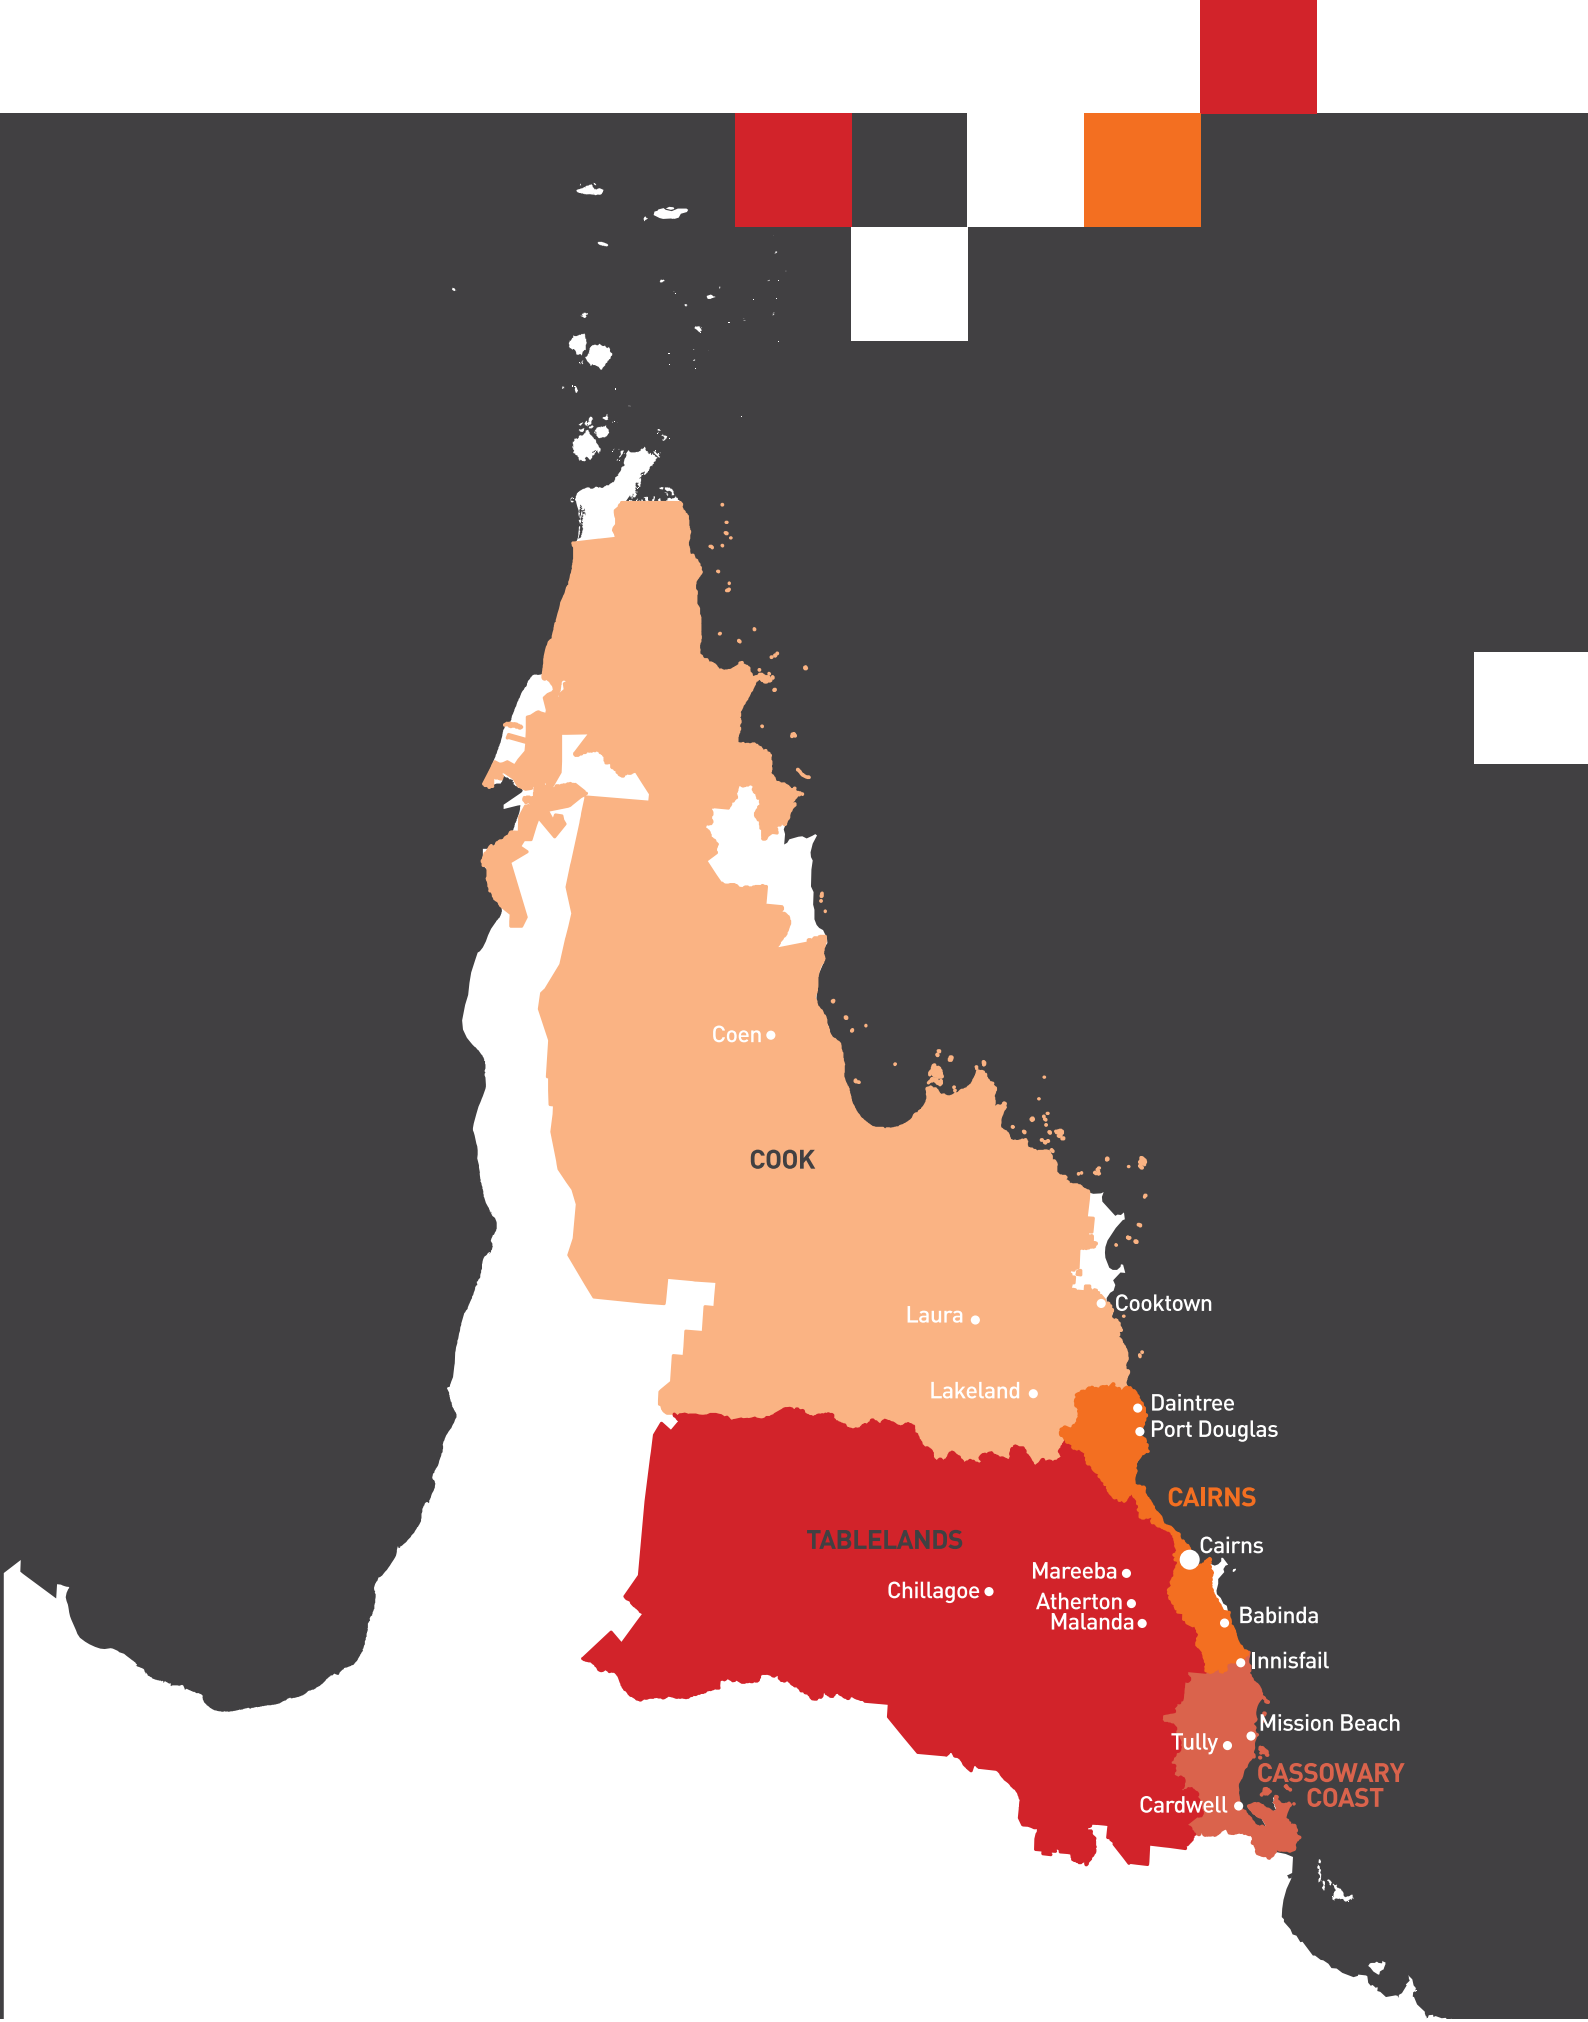 Coen
COOK
Cooktown
Laura
Lakeland
Daintree
Port Douglas
CAIRNS
TABLELANDS
Cairns
Mareeba
Chillagoe
Atherton
Malanda
Babinda
Innisfail
Mission Beach
Tully
CASSOWARY
COAST
Cardwell